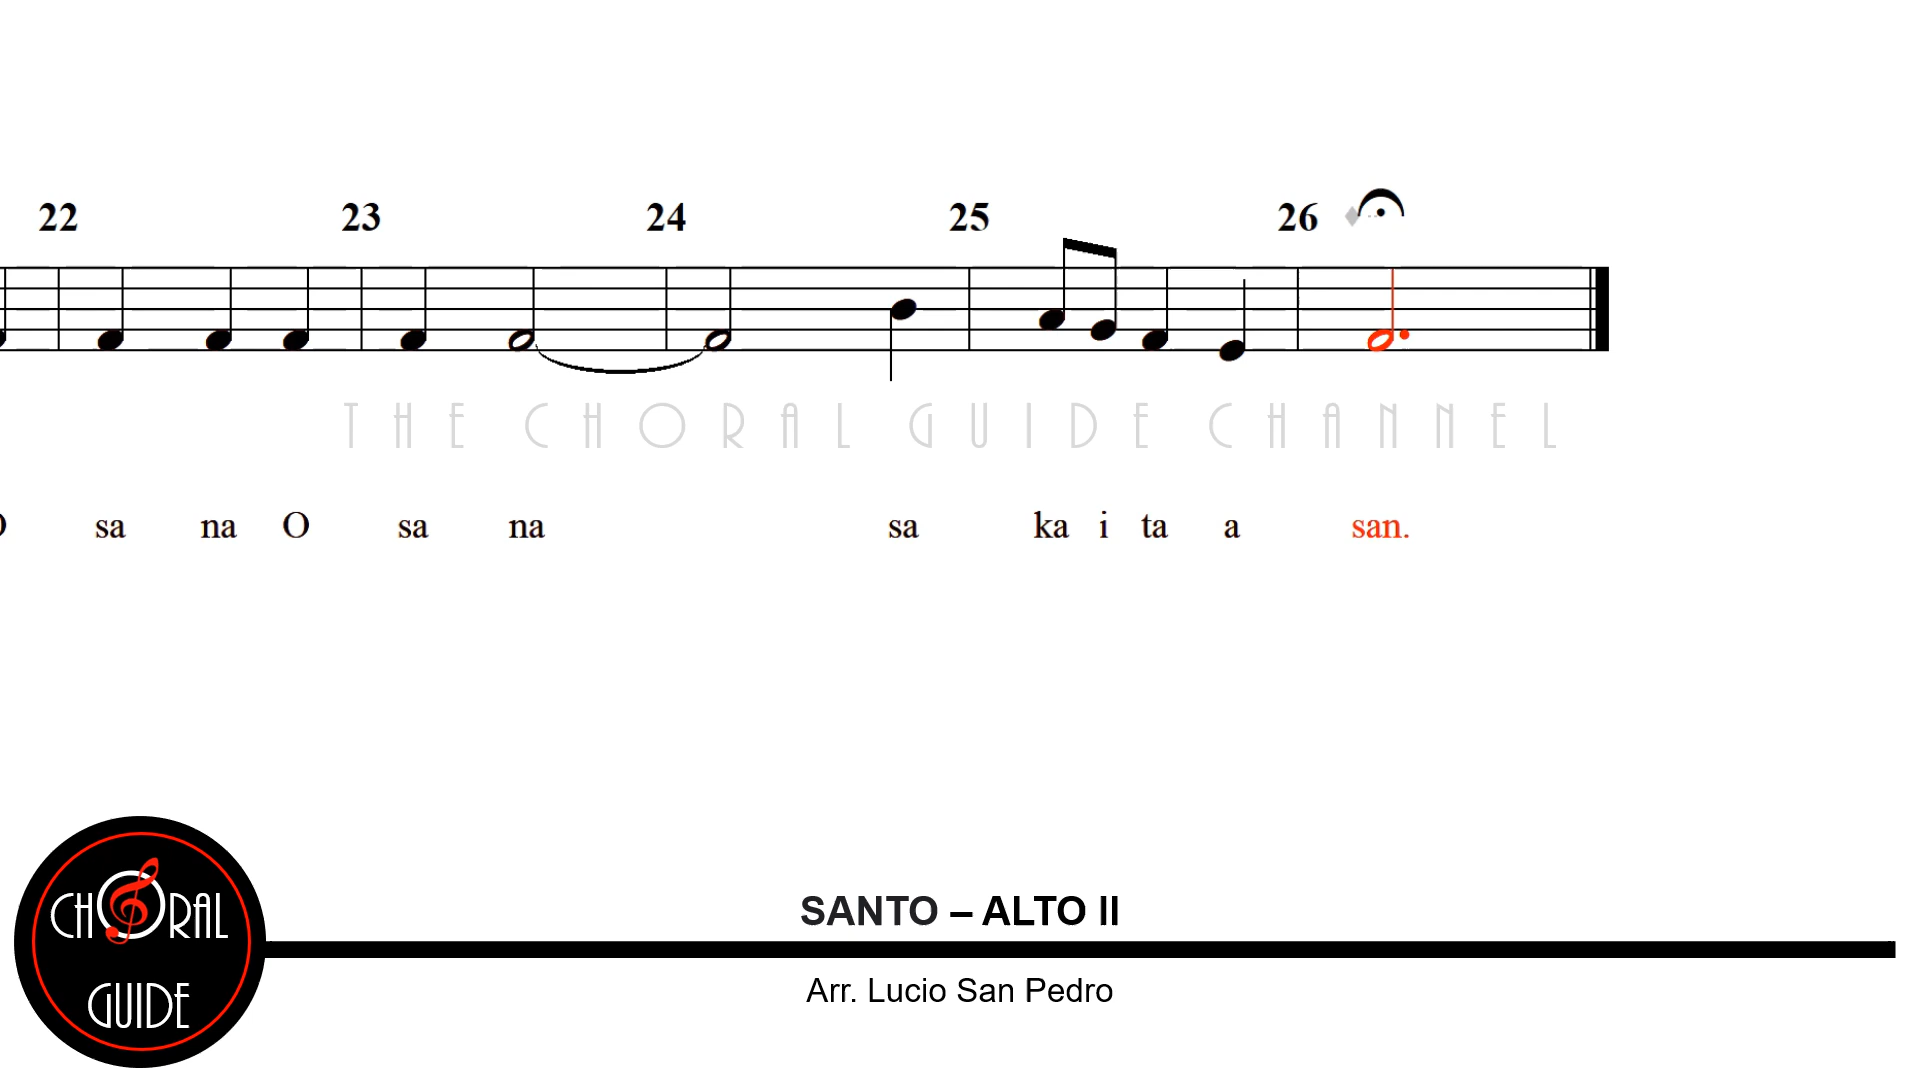 22 23 24 25 26
THE CHORAL GUIDE CHANNEL
O sa na O sa na sa ka i ta a san.
CHORAL
GUIDE
SANTO – ALTO II
Arr. Lucio San Pedro